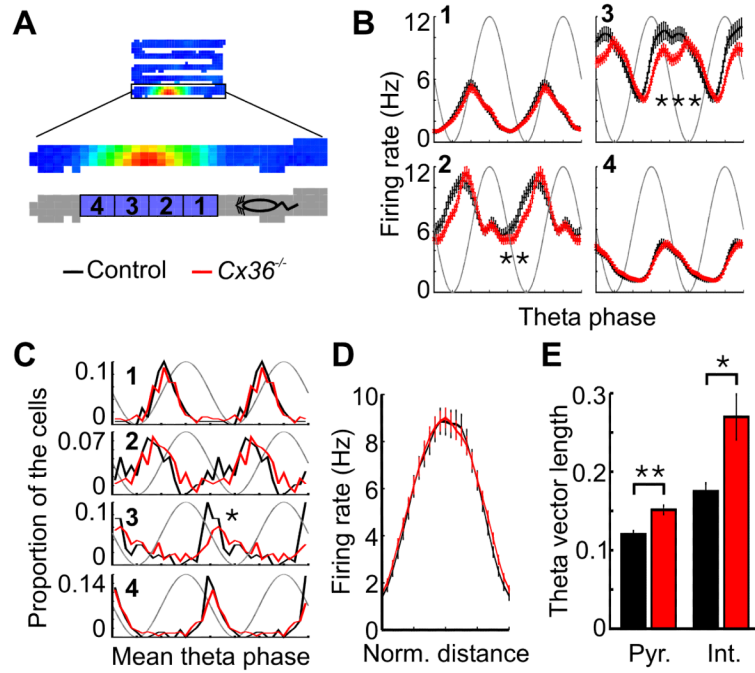 A
4 3 2 1
Control Cx36-/-
B
Firing rate (Hz)
12
6
0
12
6
0
1
3
***
2
**
4
Theta phase
C
Proportion of the cells
0.1
0
1
0.07
0
2
0.1
0
3
*
0.14
0
4
Mean theta phase
D
Firing rate (Hz)
10
8
6
4
2
0
Norm. distance
E
Theta vector length
0.3
0.2
0.1
0
**
*
Pyr. Int.